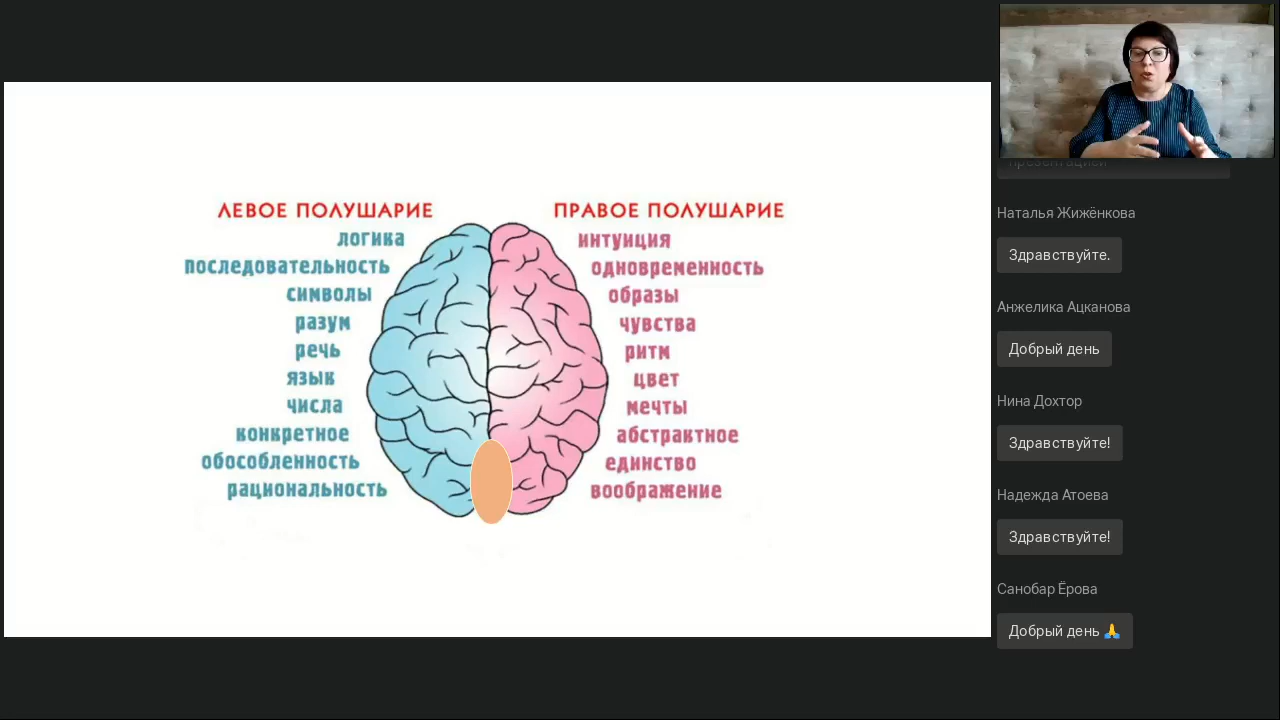 ЛЕВОЕ ПОЛУШАРИЕ
логика
последовательность
символы
разум
речь
язык
числа
конкретное
обособленность
рациональность
ПРАВОЕ ПОЛУШАРИЕ
интуиция
одновременность
образы
чувства
ритм
цвет
мечты
абстрактное
единство
воображение
презентацией
Наталья Жижёнкова
Здравствуйте.
Анжелика Ацканова
Добрый день
Нина Дохтор
Здравствуйте!
Надежда Атоева
Здравствуйте!
Санобар Ёрова
Добрый день 🙏